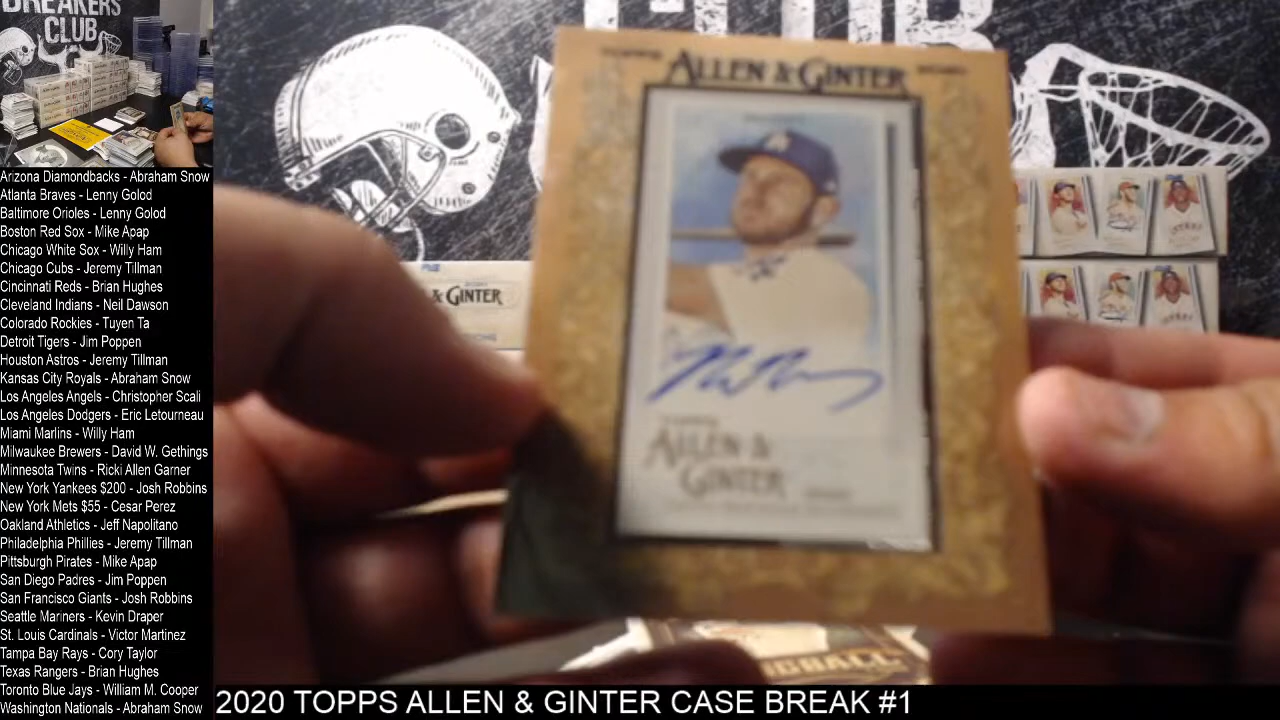 BREAKERS
CLUB
Arizona Diamondbacks - Abraham Snow
Atlanta Braves - Lenny Golod
Baltimore Orioles - Lenny Golod
Boston Red Sox - Mike Apap
Chicago White Sox - Willy Ham
Chicago Cubs - Jeremy Tillman
Cincinnati Reds - Brian Hughes
Cleveland Indians - Neil Dawson
Colorado Rockies - Tuyen Ta
Detroit Tigers - Jim Poppen
Houston Astros - Jeremy Tillman
Kansas City Royals - Abraham Snow
Los Angeles Angels - Christopher Scali
Los Angeles Dodgers - Eric Letourneau
Miami Marlins - Willy Ham
Milwaukee Brewers - David W. Gethings
Minnesota Twins - Ricki Allen Garner
New York Yankees $200 - Josh Robbins
New York Mets $55 - Cesar Perez
Oakland Athletics - Jeff Napolitano
Philadelphia Phillies - Jeremy Tillman
Pittsburgh Pirates - Mike Apap
San Diego Padres - Jim Poppen
San Francisco Giants - Josh Robbins
Seattle Mariners - Kevin Draper
St. Louis Cardinals - Victor Martinez
Tampa Bay Rays - Cory Taylor
Texas Rangers - Brian Hughes
Toronto Blue Jays - William M. Cooper
Washington Nationals - Abraham Snow
CLUB
ALLEN & GINTER
TOPPS
ALLEN &
GINTER
& GINTER
2020 TOPPS ALLEN & GINTER CASE BREAK #1